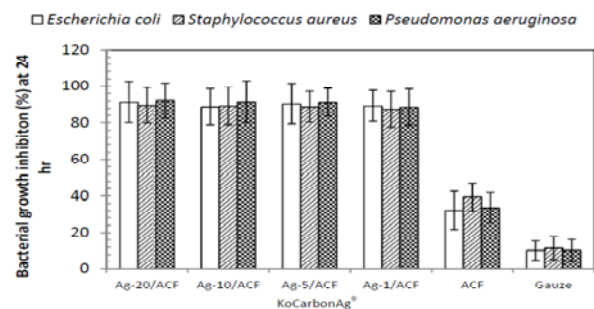 Escherichia coli Staphylococcus aureus Pseudomonas aeruginosa
Bacterial growth inhibiton (%) at 24
hr
120
100
80
60
40
20
0
Ag-20/ACF Ag-10/ACF Ag-5/ACF Ag-1/ACF ACF Gauze
KoCarbonAg®